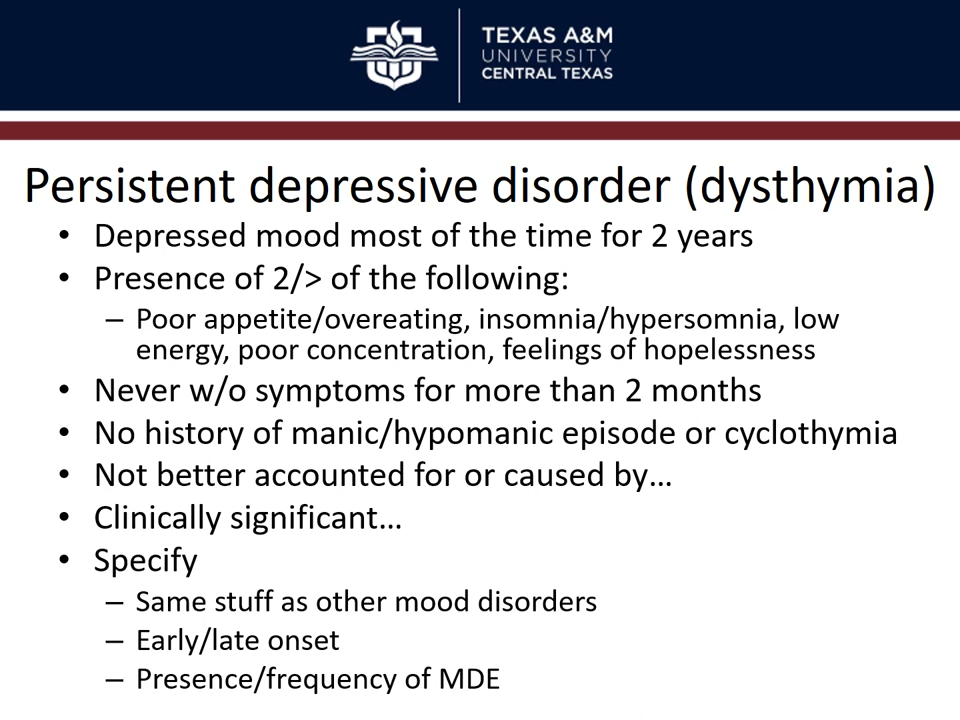 TEXAS A&M
UNIVERSITY
CENTRAL TEXAS
Persistent depressive disorder (dysthymia)
• Depressed mood most of the time for 2 years
• Presence of 2/> of the following:
– Poor appetite/overeating, insomnia/hypersomnia, low
energy, poor concentration, feelings of hopelessness
• Never w/o symptoms for more than 2 months
• No history of manic/hypomanic episode or cyclothymia
• Not better accounted for or caused by…
• Clinically significant…
• Specify
– Same stuff as other mood disorders
– Early/late onset
– Presence/frequency of MDE